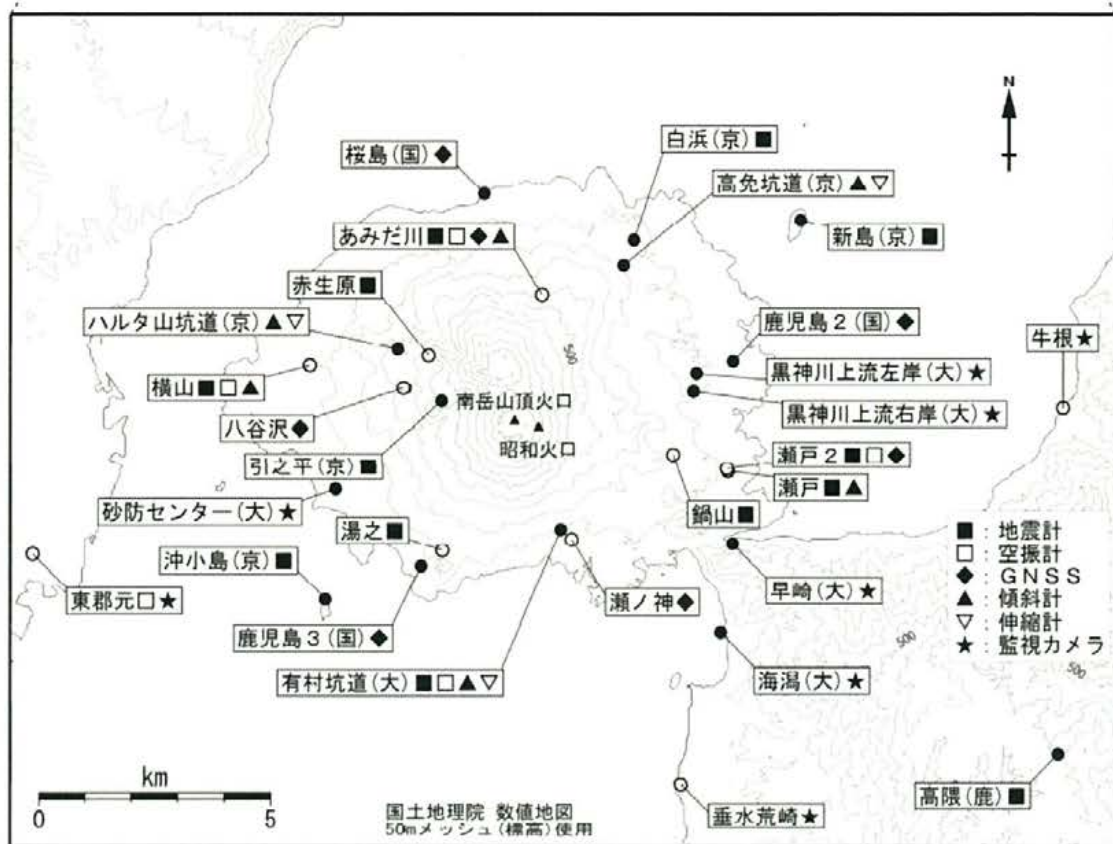 N
白浜(京)■
桜島(国)◆
高免坑道(京)▲▽
あみだ川■□◆▲
新島(京)■
赤生原■
ハルタ山坑道(京)▲▽
鹿児島2(国)◆
牛根★
横山■□▲
黒神川上流左岸(大)★
南岳山頂火口
黒神川上流右岸(大)★
八谷沢◆
昭和火口
引之平(京)■
瀬戸2■□◆
瀬戸■▲
砂防センター(大)★
鍋山■
湯之■
沖小島(京)■
早崎(大)★
東郡元□★
瀬ノ神◆
鹿児島3(国)◆
有村坑道(大)■□▲▽
海潟(大)★
高隈(鹿)■
垂水荒崎★
500
500
500
■：地震計
□：空振計
◆：GNSS
▲：傾斜計
▽：伸縮計
★：監視カメラ
km
0 5
国土地理院 数値地図
50mメッシュ(標高)使用